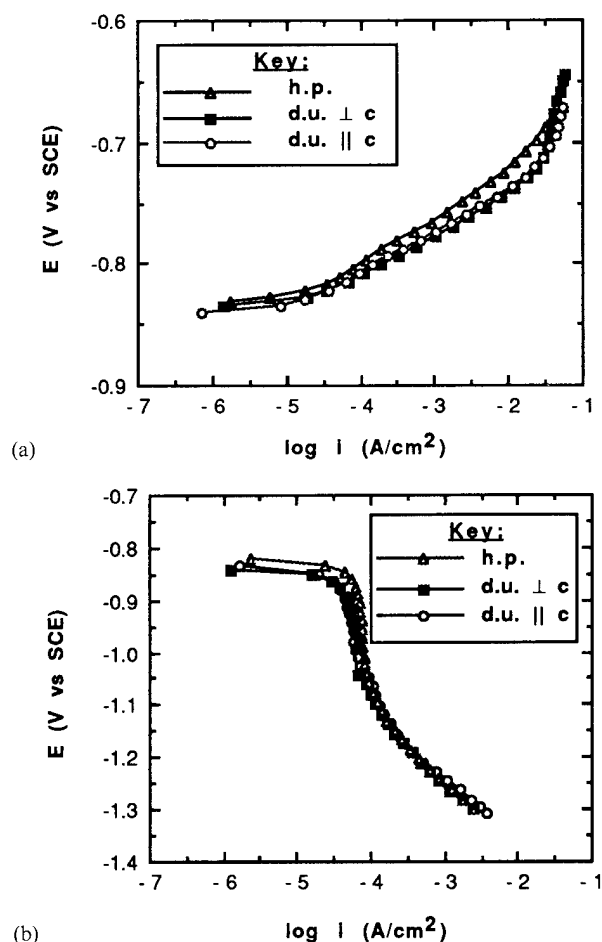 -0.6
Key:
h.p.
d.u. ⊥ c
d.u. || c
-0.7
E (V vs SCE)
-0.8
-0.9
-6 -5 -4 -3 -2 -1
(a)
log i (A/cm²)
-0.7
Key:
h.p.
d.u. ⊥ c
d.u. || c
-0.8
-0.9
-1.0
E (V vs SCE)
-1.1
-1.2
-1.3
-1.4
-7 -6 -5 -4 -3 -2 -1
(b)
log i (A/cm²)